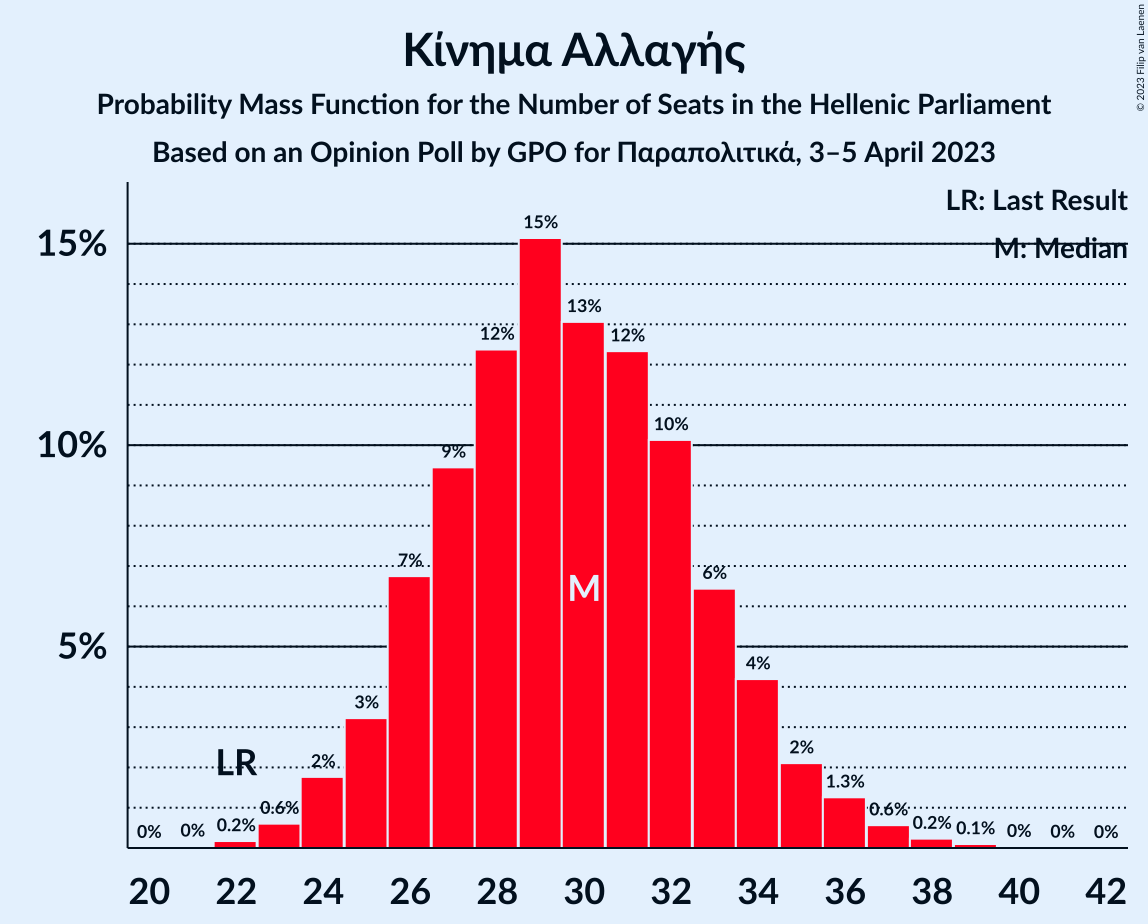 © 2023 Filip van Laenen
Κίνημα Αλλαγής
Probability Mass Function for the Number of Seats in the Hellenic Parliament
Based on an Opinion Poll by GPO for Παραπολιτικά, 3–5 April 2023
LR: Last Result
M: Median
15%
10%
5%
0% 0% 0.2% 0.6% 2% 3% 7% 9% 12% 15% 13% 12% 10% 6% 4% 2% 1.3% 0.6% 0.2% 0.1% 0% 0% 0%
LR
M
20 22 24 26 28 30 32 34 36 38 40 42